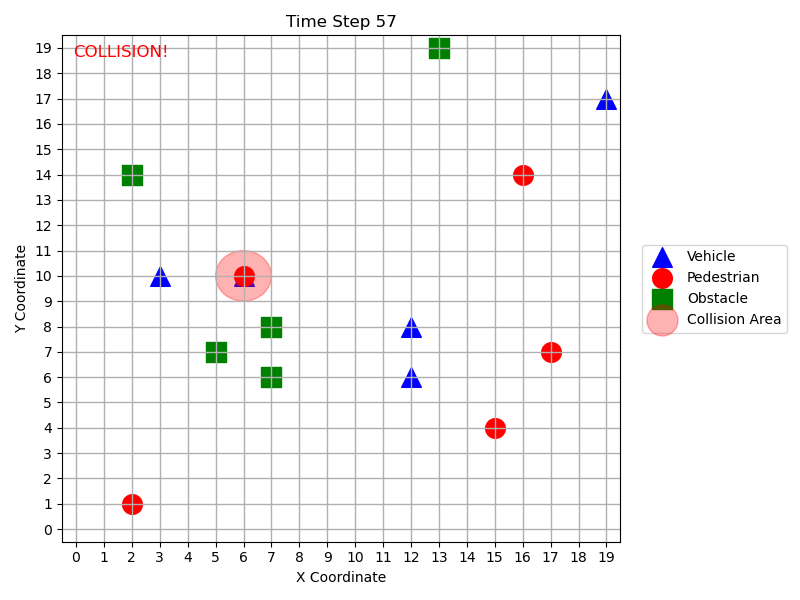 Time Step 57
COLLISION!
19
18
17
16
15
14
13
12
11
10
9
8
7
6
5
4
3
2
1
0
Y Coordinate
0 1 2 3 4 5 6 7 8 9 10 11 12 13 14 15 16 17 18 19
X Coordinate
Vehicle
Pedestrian
Obstacle
Collision Area